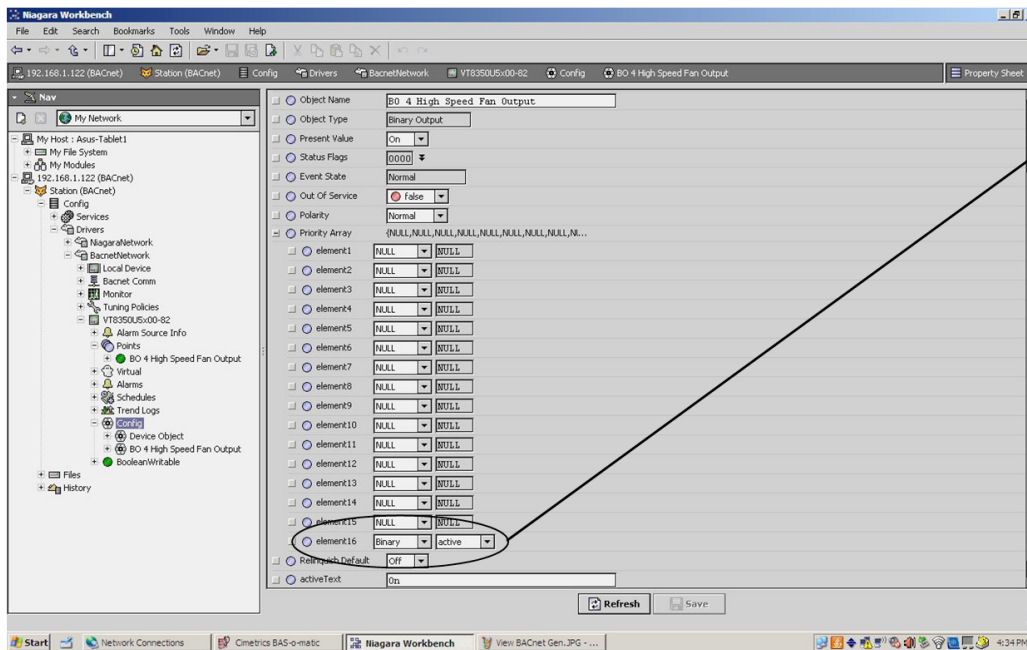 Niagara Workbench
File Edit Search Bookmarks Tools Window Help
192.168.1.122 (BACnet) Station (BACnet) Config Drivers BacnetNetwork VT8350U5x00-82 Config BO 4 High Speed Fan Output Property Sheet
Nav
My Network
My Host : Asus-Tablet1
My File System
My Modules
192.168.1.122 (BACnet)
Station (BACnet)
Config
Services
Drivers
NiagaraNetwork
BacnetNetwork
Local Device
Bacnet Comm
Monitor
Tuning Policies
VT8350U5x00-82
Alarm Source Info
Points
BO 4 High Speed Fan Output
Virtual
Alarms
Schedules
Trend Logs
Config
Device Object
BO 4 High Speed Fan Output
BooleanWritable
Files
History
Object Name BO 4 High Speed Fan Output
Object Type Binary Output
Present Value On
Status Flags 0000
Event State Normal
Out Of Service false
Polarity Normal
Priority Array {NULL,NULL,NULL,NULL,NULL,NULL,NULL,NULL,NU...
element1 NULL NULL
element2 NULL NULL
element3 NULL NULL
element4 NULL NULL
element5 NULL NULL
element6 NULL NULL
element7 NULL NULL
element8 NULL NULL
element9 NULL NULL
element10 NULL NULL
element11 NULL NULL
element12 NULL NULL
element13 NULL NULL
element14 NULL NULL
element15 NULL NULL
element16 Binary active
Relinquish Default Off
activeText On
Refresh Save
Start Network Connections Cimetrics BAS-o-matic Niagara Workbench View BACnet Gen.JPG - ... 4:34 PM